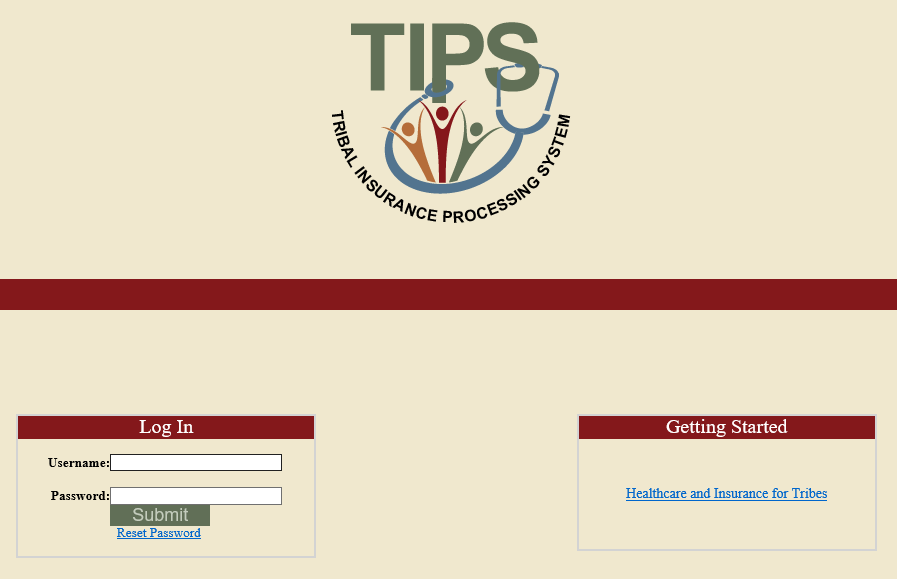 TIPS
TRIBAL INSURANCE PROCESSING SYSTEM
Log In
Username:
Password:
Submit
Reset Password
Getting Started
Healthcare and Insurance for Tribes